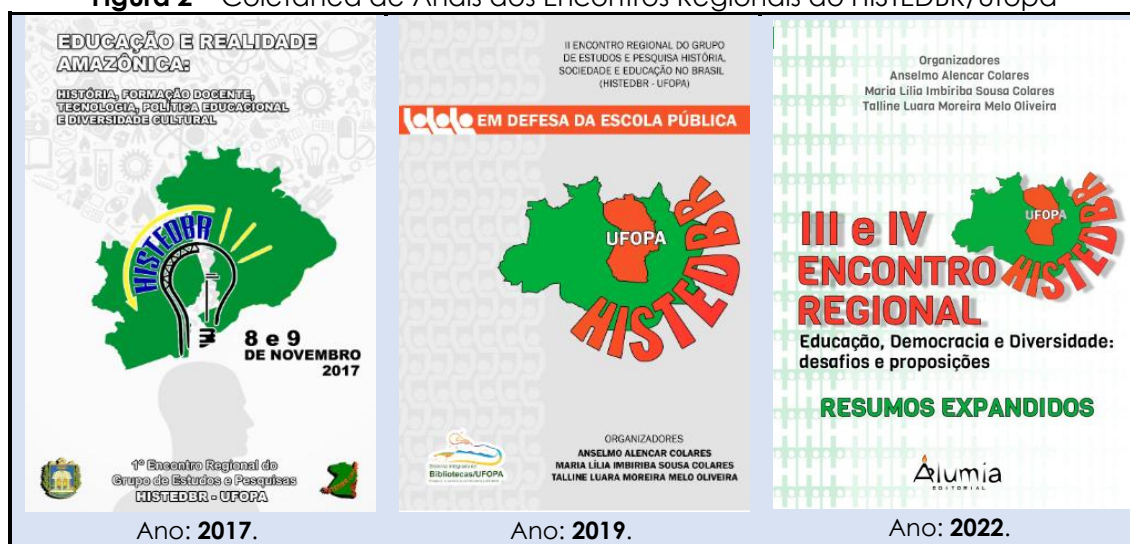 Figura 2 – Coletânea de Anais dos Encontros Regionais do HISTEDBR/Ufopa
EDUCAÇÃO E REALIDADE
AMAZÔNICA:
HISTÓRIA, FORMAÇÃO DOCENTE,
TECNOLOGIA, POLÍTICA EDUCACIONAL
E DIVERSIDADE CULTURAL
HISTEDBR
8 e 9
DE NOVEMBRO
2017
1º Encontro Regional do
Grupo de Estudos e Pesquisas
HISTEDBR - UFOPA
Ano: 2017.
II ENCONTRO REGIONAL DO GRUPO
DE ESTUDOS E PESQUISA HISTÓRIA,
SOCIEDADE E EDUCAÇÃO NO BRASIL
(HISTEDBR - UFOPA)
EM DEFESA DA ESCOLA PÚBLICA
UFOPA
HISTEDBR
Bibliotecas/UFOPA
ORGANIZADORES
ANSELMO ALENCAR COLARES
MARIA LÍLIA IMBIRIBA SOUSA COLARES
TALLINE LUARA MOREIRA MELO OLIVEIRA
Ano: 2019.
Organizadores
Anselmo Alencar Colares
Maria Lília Imbiriba Sousa Colares
Talline Luara Moreira Melo Oliveira
UFOPA
HISTEDBR
III e IV
ENCONTRO
REGIONAL
Educação, Democracia e Diversidade:
desafios e proposições
RESUMOS EXPANDIDOS
Alumia
EDITORIAL
Ano: 2022.